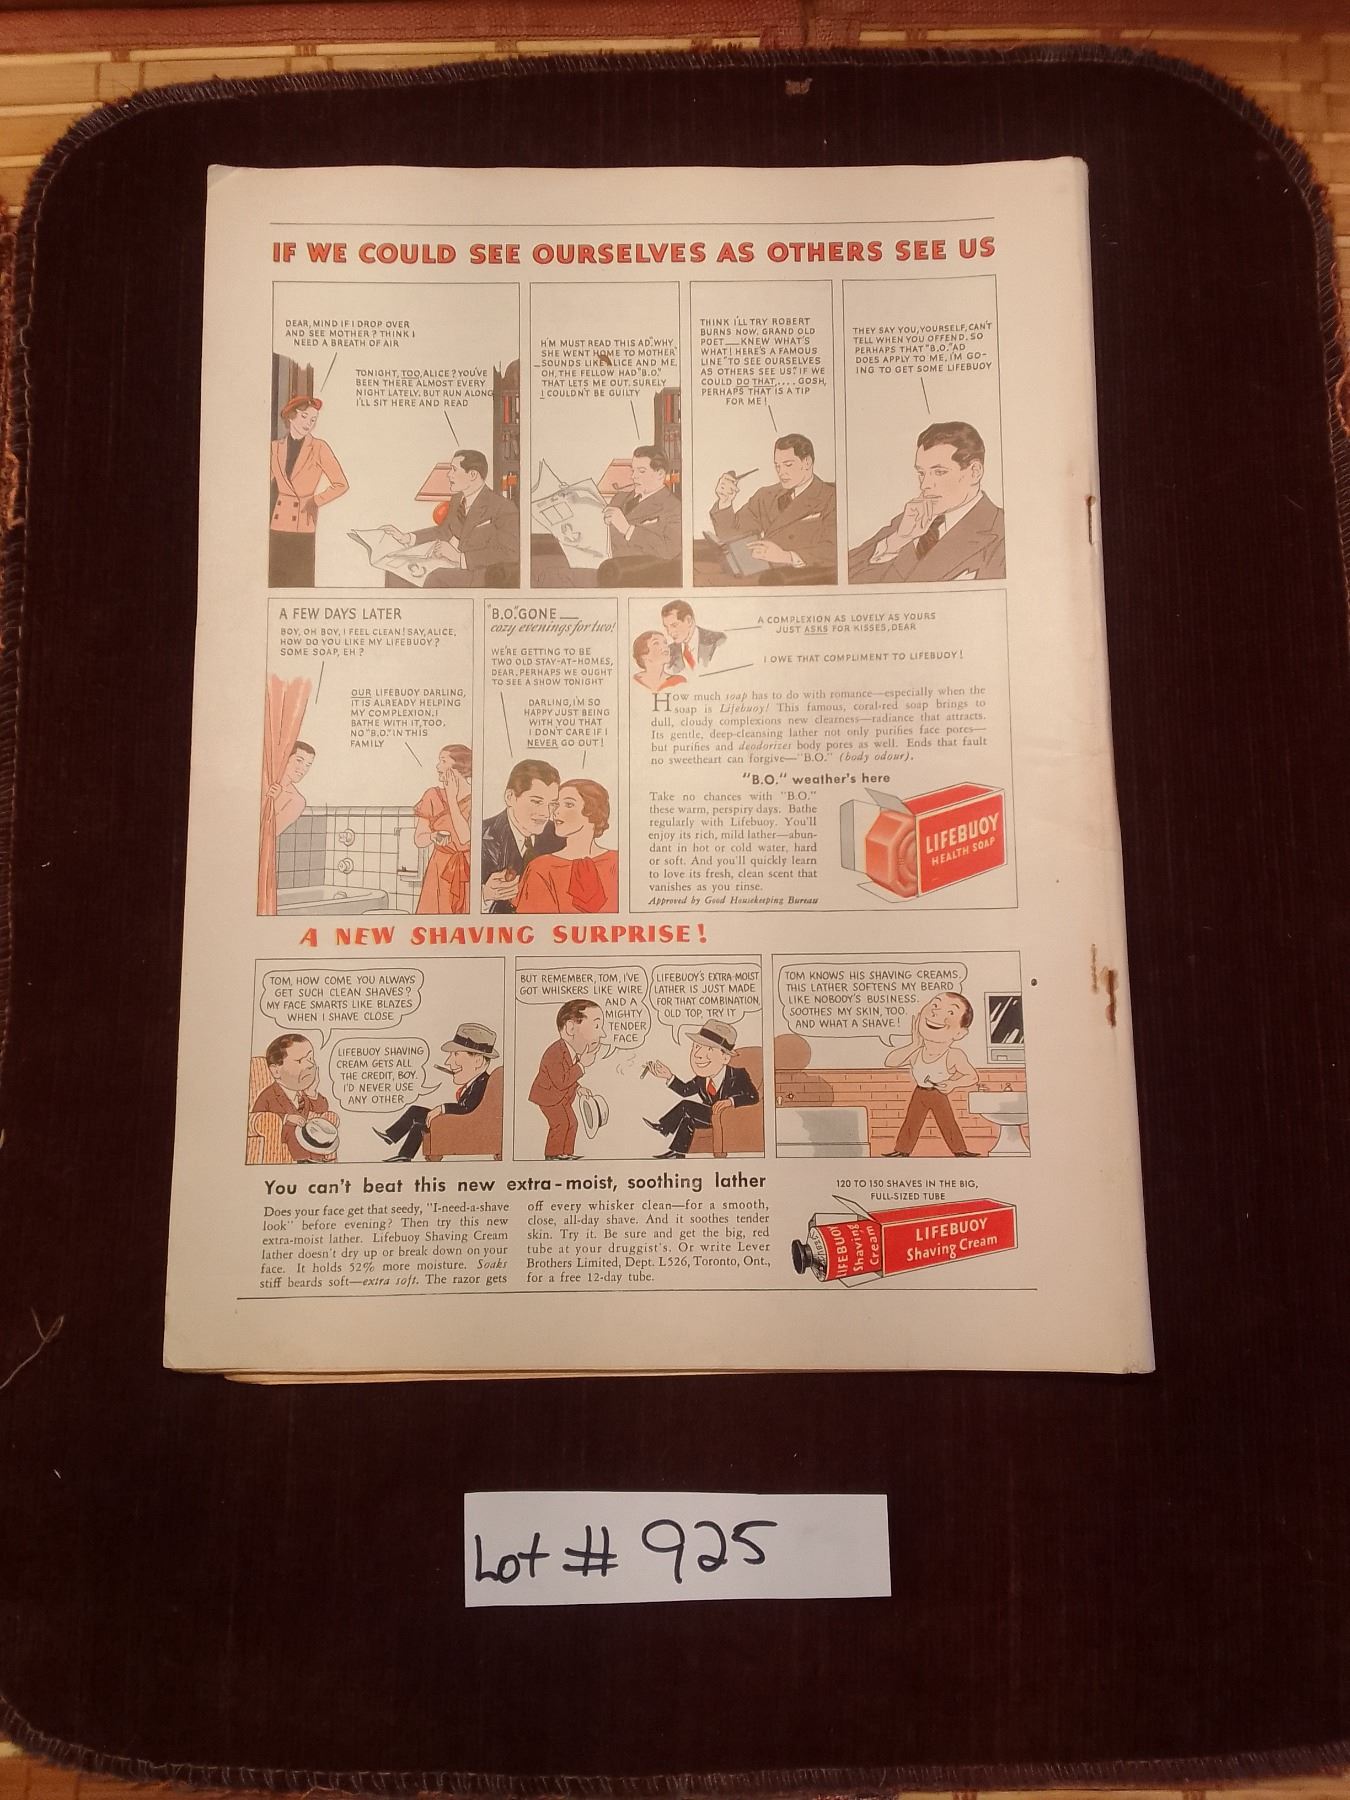 IF WE COULD SEE OURSELVES AS OTHERS SEE US
DEAR, MIND IF I DROP OVER
AND SEE MOTHER? THINK I
NEED A BREATH OF AIR
TONIGHT, TOO, ALICE? YOU'VE
BEEN THERE ALMOST EVERY
NIGHT LATELY. BUT RUN ALONG
I'LL SIT HERE AND READ
H'M MUST READ THIS AD. "WHY
SHE WENT HOME TO MOTHER"
_SOUNDS LIKE ALICE AND ME.
OH, THE FELLOW HAD "B.O."
THAT LETS ME OUT. SURELY
I COULDN'T BE GUILTY
THINK I'LL TRY ROBERT
BURNS NOW. GRAND OLD
POET___KNEW WHAT'S
WHAT! HERE'S A FAMOUS
LINE "TO SEE OURSELVES
AS OTHERS SEE US." IF WE
COULD DO THAT.... GOSH,
PERHAPS THAT IS A TIP
FOR ME!
THEY SAY YOU, YOURSELF, CAN'T
TELL WHEN YOU OFFEND. SO
PERHAPS THAT "B.O." AD
DOES APPLY TO ME. I'M GO-
ING TO GET SOME LIFEBUOY
A FEW DAYS LATER
BOY, OH BOY, I FEEL CLEAN! SAY, ALICE,
HOW DO YOU LIKE MY LIFEBUOY?
SOME SOAP, EH?
OUR LIFEBUOY DARLING,
IT IS ALREADY HELPING
MY COMPLEXION. I
BATHE WITH IT, TOO.
NO "B.O." IN THIS
FAMILY
"B.O." GONE __
cozy evenings for two!
WE'RE GETTING TO BE
TWO OLD STAY-AT-HOMES,
DEAR. PERHAPS WE OUGHT
TO SEE A SHOW TONIGHT
DARLING, I'M SO
HAPPY JUST BEING
WITH YOU THAT
I DON'T CARE IF I
NEVER GO OUT!
A COMPLEXION AS LOVELY AS YOURS
JUST ASKS FOR KISSES, DEAR
I OWE THAT COMPLIMENT TO LIFEBUOY!
How much soap has to do with romance—especially when the
soap is Lifebuoy! This famous, coral-red soap brings to
dull, cloudy complexions new clearness—radiance that attracts.
Its gentle, deep-cleansing lather not only purifies face pores—
but purifies and deodorizes body pores as well. Ends that fault
no sweetheart can forgive—"B.O." (body odour).
"B.O." weather's here
Take no chances with "B.O."
these warm, perspiry days. Bathe
regularly with Lifebuoy. You'll
enjoy its rich, mild lather—abun-
dant in hot or cold water, hard
or soft. And you'll quickly learn
to love its fresh, clean scent that
vanishes as you rinse.
Approved by Good Housekeeping Bureau
LIFEBUOY
HEALTH SOAP
A NEW SHAVING SURPRISE!
TOM, HOW COME YOU ALWAYS
GET SUCH CLEAN SHAVES?
MY FACE SMARTS LIKE BLAZES
WHEN I SHAVE CLOSE
LIFEBUOY SHAVING
CREAM GETS ALL
THE CREDIT, BOY.
I'D NEVER USE
ANY OTHER
BUT REMEMBER, TOM, I'VE
GOT WHISKERS LIKE WIRE
AND A
MIGHTY
TENDER
FACE
LIFEBUOY'S EXTRA-MOIST
LATHER IS JUST MADE
FOR THAT COMBINATION,
OLD TOP, TRY IT
TOM KNOWS HIS SHAVING CREAMS.
THIS LATHER SOFTENS MY BEARD
LIKE NOBODY'S BUSINESS.
SOOTHES MY SKIN, TOO.
AND WHAT A SHAVE!
You can't beat this new extra-moist, soothing lather
Does your face get that seedy, "I-need-a-shave
look" before evening? Then try this new
extra-moist lather. Lifebuoy Shaving Cream
lather doesn't dry up or break down on your
face. It holds 52% more moisture. Soaks
stiff beards soft—extra soft. The razor gets
off every whisker clean—for a smooth,
close, all-day shave. And it soothes tender
skin. Try it. Be sure and get the big, red
tube at your druggist's. Or write Lever
Brothers Limited, Dept. L526, Toronto, Ont.,
for a free 12-day tube.
120 TO 150 SHAVES IN THE BIG,
FULL-SIZED TUBE
LIFEBUOY
Shaving
Cream
LIFEBUOY
Shaving Cream
Lot # 925